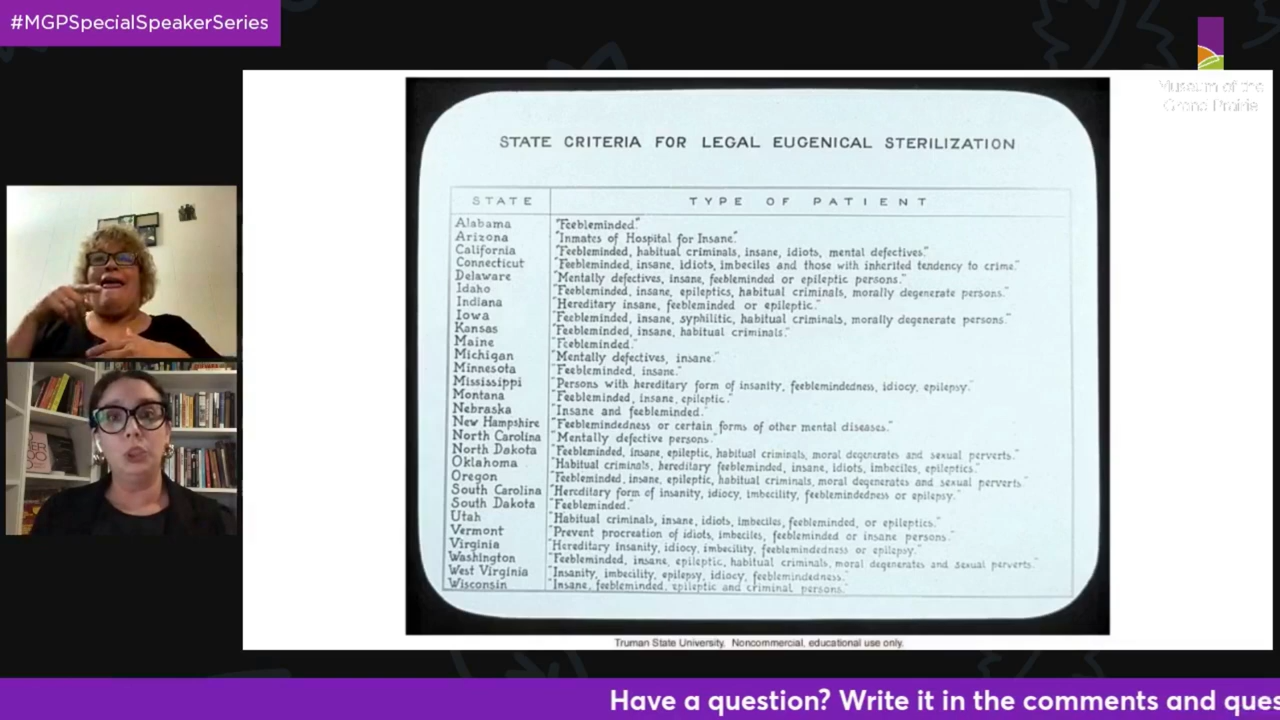 #MGPSpecialSpeakerSeries
Museum of the
Grand Prairie
STATE CRITERIA FOR LEGAL EUGENICAL STERILIZATION
STATE TYPE OF PATIENT
Alabama "Feebleminded."
Arizona "Inmates of Hospital for Insane."
California "Feebleminded, habitual criminals, insane, idiots, mental defectives."
Connecticut "Feebleminded, insane, idiots, imbeciles and those with inherited tendency to crime."
Delaware "Mentally defectives, insane, feebleminded or epileptic persons."
Idaho "Feebleminded, insane, epileptics, habitual criminals, morally degenerate persons."
Indiana "Hereditary insane, feebleminded or epileptic."
Iowa "Feebleminded, insane, syphilitic, habitual criminals, morally degenerate persons."
Kansas "Feebleminded, insane, habitual criminals."
Maine "Feebleminded."
Michigan "Mentally defectives, insane."
Minnesota "Feebleminded, insane."
Mississippi "Persons with hereditary form of insanity, feeblemindedness, idiocy, epilepsy."
Montana "Feebleminded, insane, epileptic."
Nebraska "Insane and feebleminded."
New Hampshire "Feeblemindedness or certain forms of other mental diseases."
North Carolina "Mentally defective persons."
North Dakota "Feebleminded, insane, epileptic, habitual criminals, moral degenerates and sexual perverts."
Oklahoma "Habitual criminals, hereditary feebleminded, insane, idiots, imbeciles, epileptics."
Oregon "Feebleminded, insane, epileptic, habitual criminals, moral degenerates and sexual perverts."
South Carolina "Hereditary form of insanity, idiocy, imbecility, feeblemindedness or epilepsy."
South Dakota "Feebleminded."
Utah "Habitual criminals, insane, idiots, imbeciles, feebleminded, or epileptics."
Vermont "Prevent procreation of idiots, imbeciles, feebleminded or insane persons."
Virginia "Hereditary insanity, idiocy, imbecility, feeblemindedness or epilepsy."
Washington "Feebleminded, insane, epileptic, habitual criminals, moral degenerates and sexual perverts."
West Virginia "Insanity, imbecility, epilepsy, idiocy, feeblemindedness."
Wisconsin "Insane, feebleminded, epileptic and criminal persons."
Truman State University. Noncommercial, educational use only.
Have a question? Write it in the comments and ques